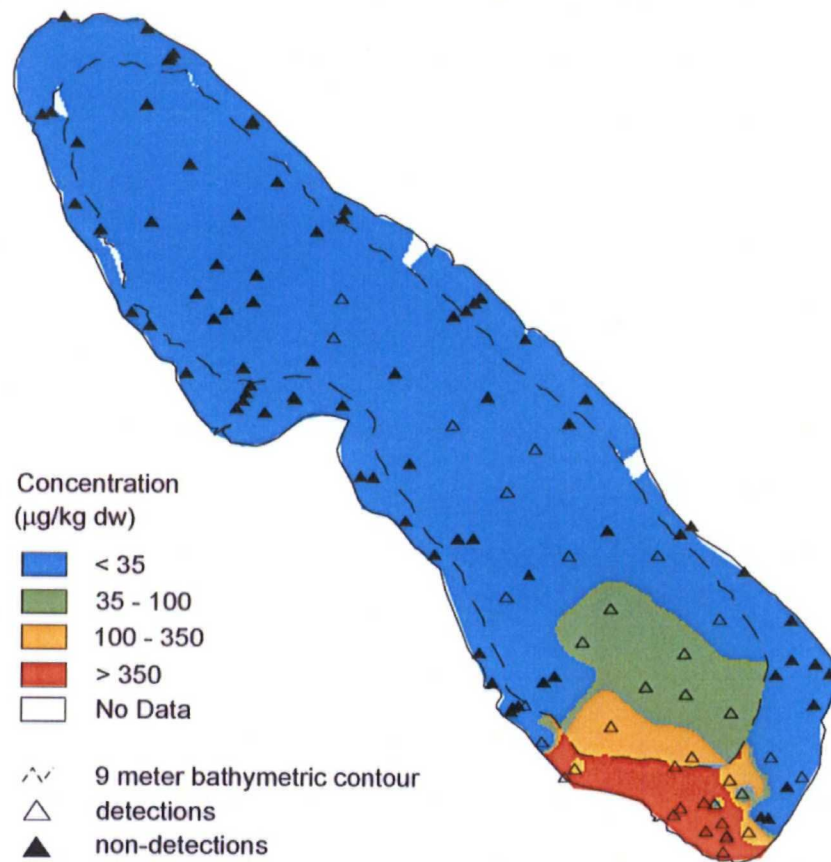 Concentration
(µg/kg dw)
< 35
35 - 100
100 - 350
> 350
No Data
9 meter bathymetric contour
detections
non-detections